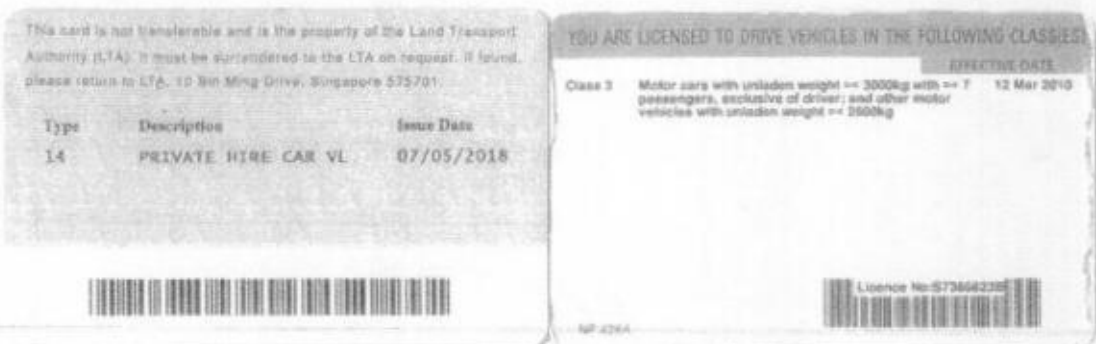 This card is not transferable and is the property of the Land Transport
Authority (LTA). It must be surrendered to the LTA on request. If found,
please return to LTA, 10 Sin Ming Drive, Singapore 575701.
Type Description Issue Date
14 PRIVATE HIRE CAR VL 07/05/2018
YOU ARE LICENSED TO DRIVE VEHICLES IN THE FOLLOWING CLASS(ES)
EFFECTIVE DATE
Class 3 Motor cars with unladen weight =< 3000kg with =< 7 12 Mar 2010
passengers, exclusive of driver; and other motor
vehicles with unladen weight =< 2500kg
Licence No:
NP 428A